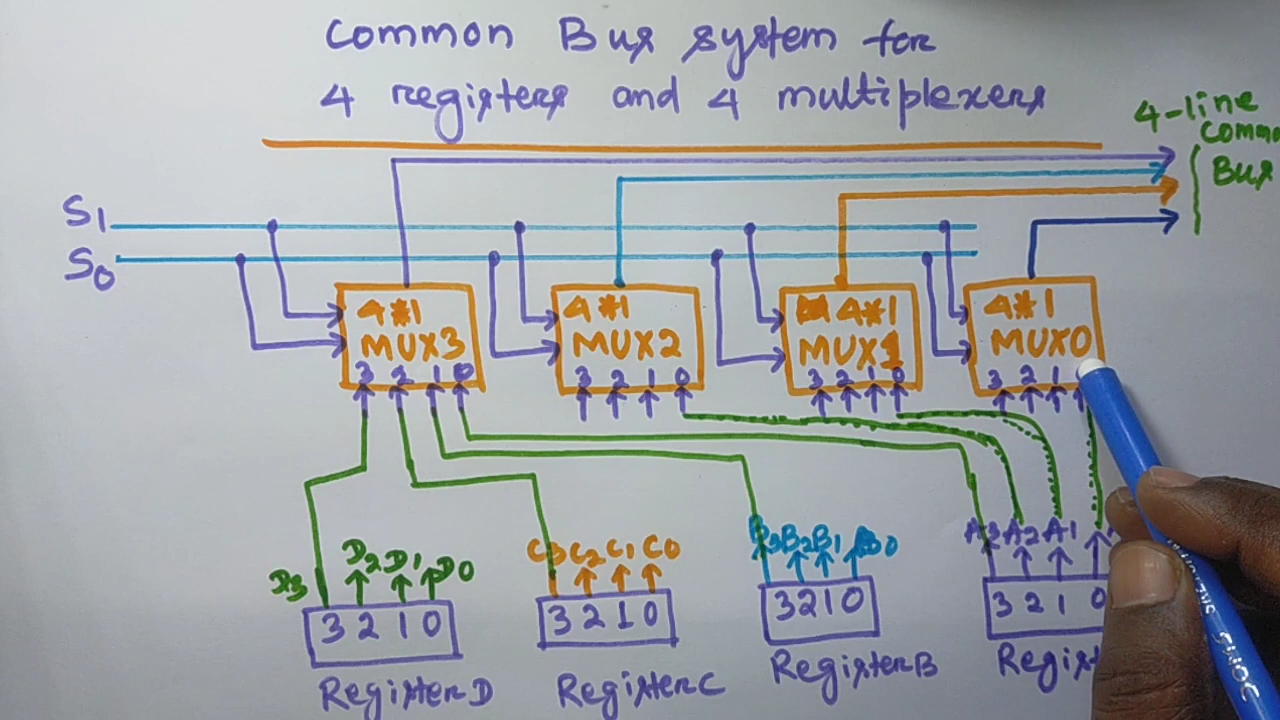 Common Bus system for
4 registers and 4 multiplexers
4-line
Bus
S1
S0
4*1 4*1 4*1 4*1
MUX3 MUX2 MUX1 MUX0
3 2 1 0 3 2 1 0 3 2 1 0 3 2 1
D3 D2 D1 D0 C3 C2 C1 C0 B3 B2 B1 B0 A3 A2 A1
3 2 1 0 3 2 1 0 3 2 1 0 3 2 1 0
Register D Register C Register B
DOMS